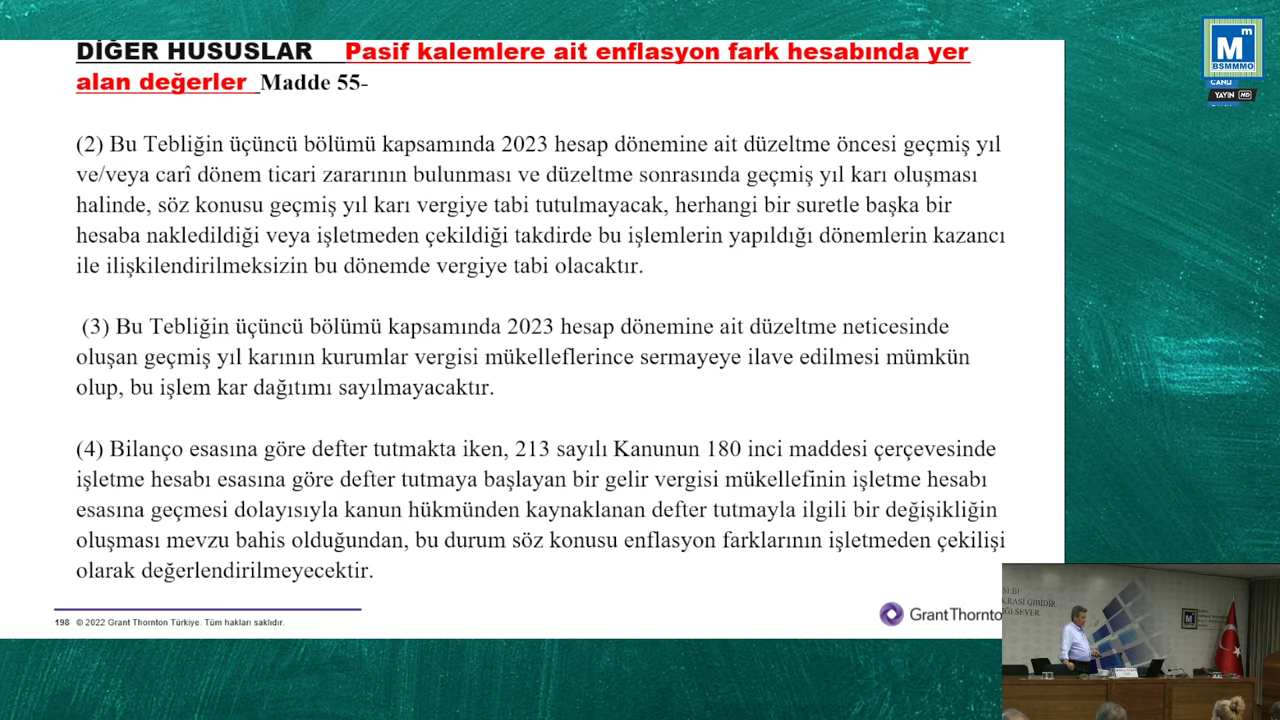 DİĞER HUSUSLAR Pasif kalemlere ait enflasyon fark hesabında yer
alan değerler Madde 55-
(2) Bu Tebliğin üçüncü bölümü kapsamında 2023 hesap dönemine ait düzeltme öncesi geçmiş yıl
ve/veya carî dönem ticari zararının bulunması ve düzeltme sonrasında geçmiş yıl karı oluşması
halinde, söz konusu geçmiş yıl karı vergiye tabi tutulmayacak, herhangi bir suretle başka bir
hesaba nakledildiği veya işletmeden çekildiği takdirde bu işlemlerin yapıldığı dönemlerin kazancı
ile ilişkilendirilmeksizin bu dönemde vergiye tabi olacaktır.
(3) Bu Tebliğin üçüncü bölümü kapsamında 2023 hesap dönemine ait düzeltme neticesinde
oluşan geçmiş yıl karının kurumlar vergisi mükelleflerince sermayeye ilave edilmesi mümkün
olup, bu işlem kar dağıtımı sayılmayacaktır.
(4) Bilanço esasına göre defter tutmakta iken, 213 sayılı Kanunun 180 inci maddesi çerçevesinde
işletme hesabı esasına göre defter tutmaya başlayan bir gelir vergisi mükellefinin işletme hesabı
esasına geçmesi dolayısıyla kanun hükmünden kaynaklanan defter tutmayla ilgili bir değişikliğin
oluşması mevzu bahis olduğundan, bu durum söz konusu enflasyon farklarının işletmeden çekilişi
olarak değerlendirilmeyecektir.
198 © 2022 Grant Thornton Türkiye. Tüm hakları saklıdır.
Grant Thornto
M m
BSMMMO
CANLI
YAYIN HD
KRASİ GİBİDİR.
İĞİ SEVER